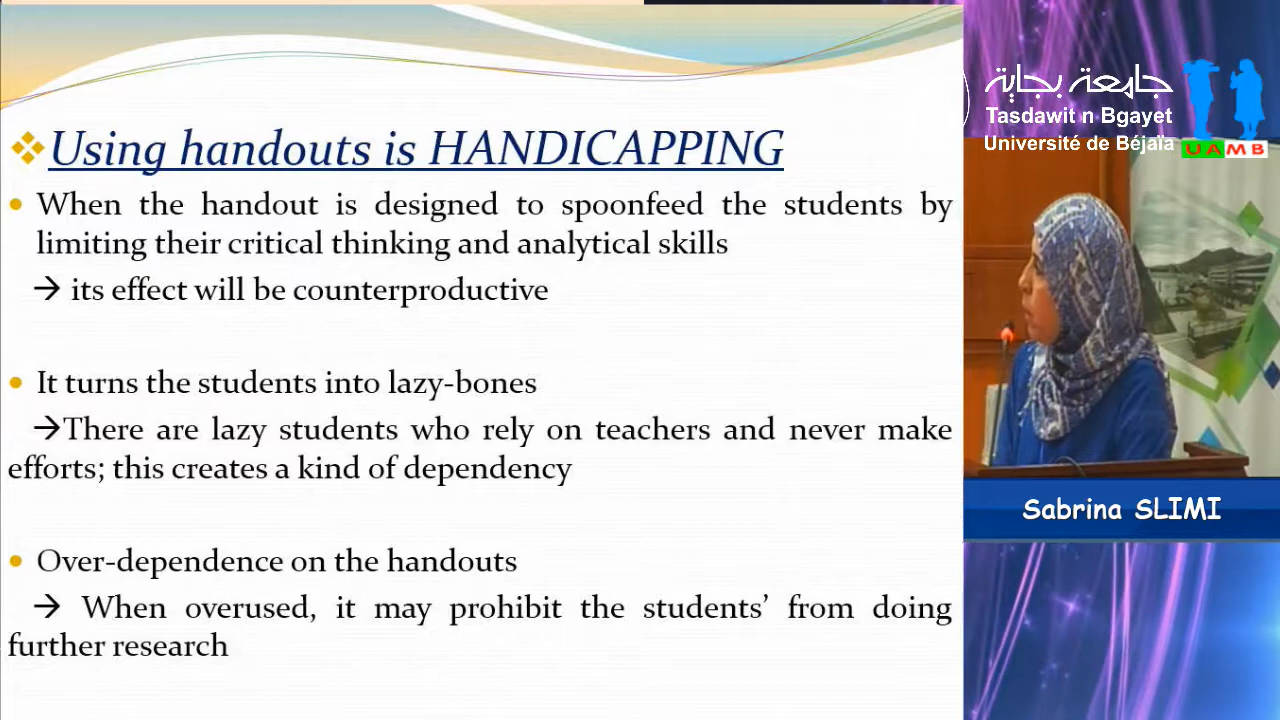 Using handouts is HANDICAPPING
When the handout is designed to spoonfeed the students by
limiting their critical thinking and analytical skills
→ its effect will be counterproductive
It turns the students into lazy-bones
→There are lazy students who rely on teachers and never make
efforts; this creates a kind of dependency
Over-dependence on the handouts
→ When overused, it may prohibit the students’ from doing
further research
جامعة بجاية
Tasdawit n Bgayet
Université de Béjaïa
UAMB
Sabrina SLIMI